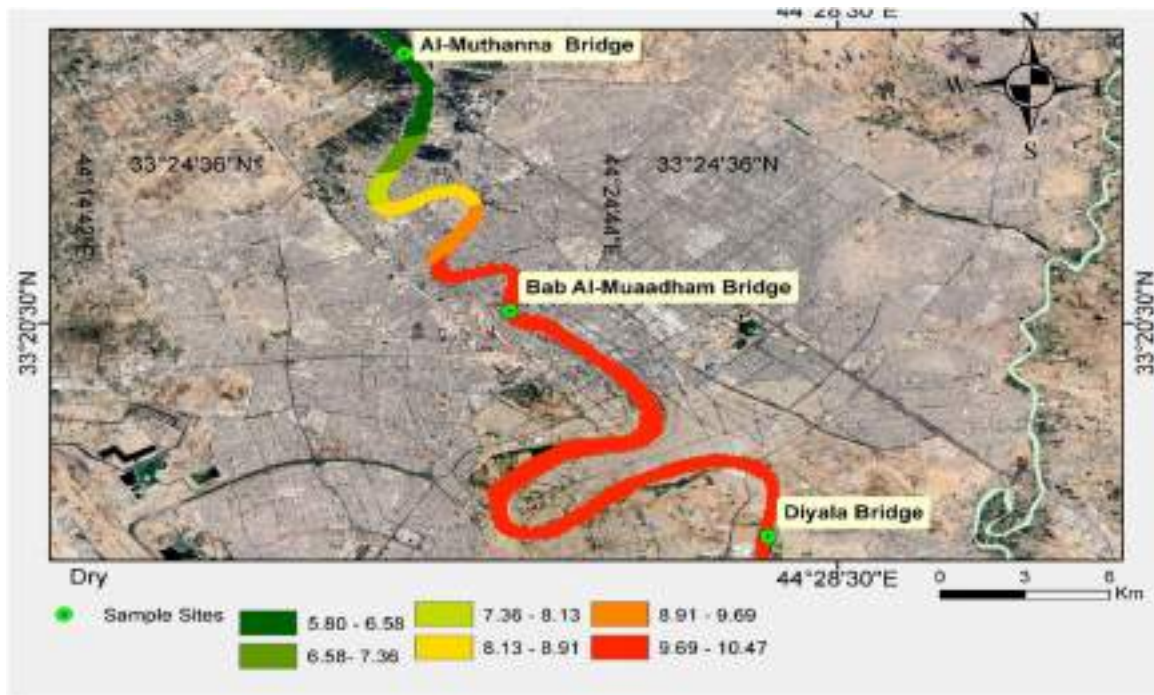 44°28'30"E
N
Al-Muthanna Bridge
W
S
33°24'36"N
33°24'36"N
44°14'42"E
44°24'44"E
Bab Al-Muaadham Bridge
33°20'30"N
33°20'30"N
Diyala Bridge
Dry
44°28'30"E
0 3 6
Km
Sample Sites
5.80 - 6.58
7.36 - 8.13
8.91 - 9.69
6.58- 7.36
8.13 - 8.91
9.69 - 10.47